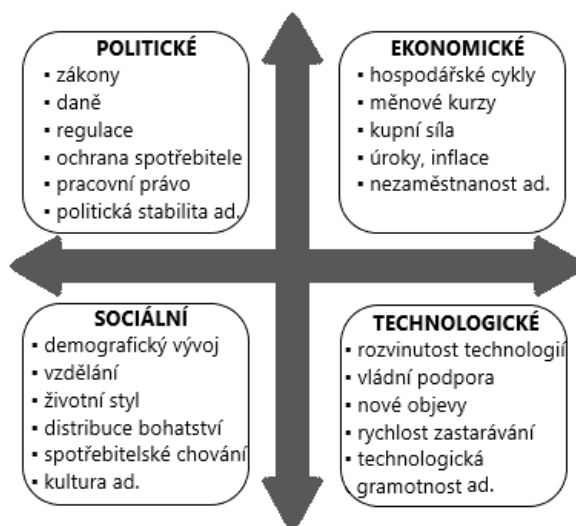 POLITICKÉ
▪ zákony
▪ daně
▪ regulace
▪ ochrana spotřebitele
▪ pracovní právo
▪ politická stabilita ad.
EKONOMICKÉ
▪ hospodářské cykly
▪ měnové kurzy
▪ kupní síla
▪ úroky, inflace
▪ nezaměstnanost ad.
SOCIÁLNÍ
▪ demografický vývoj
▪ vzdělání
▪ životní styl
▪ distribuce bohatství
▪ spotřebitelské chování
▪ kultura ad.
TECHNOLOGICKÉ
▪ rozvinutost technologií
▪ vládní podpora
▪ nové objevy
▪ rychlost zastarávání
▪ technologická
gramotnost ad.